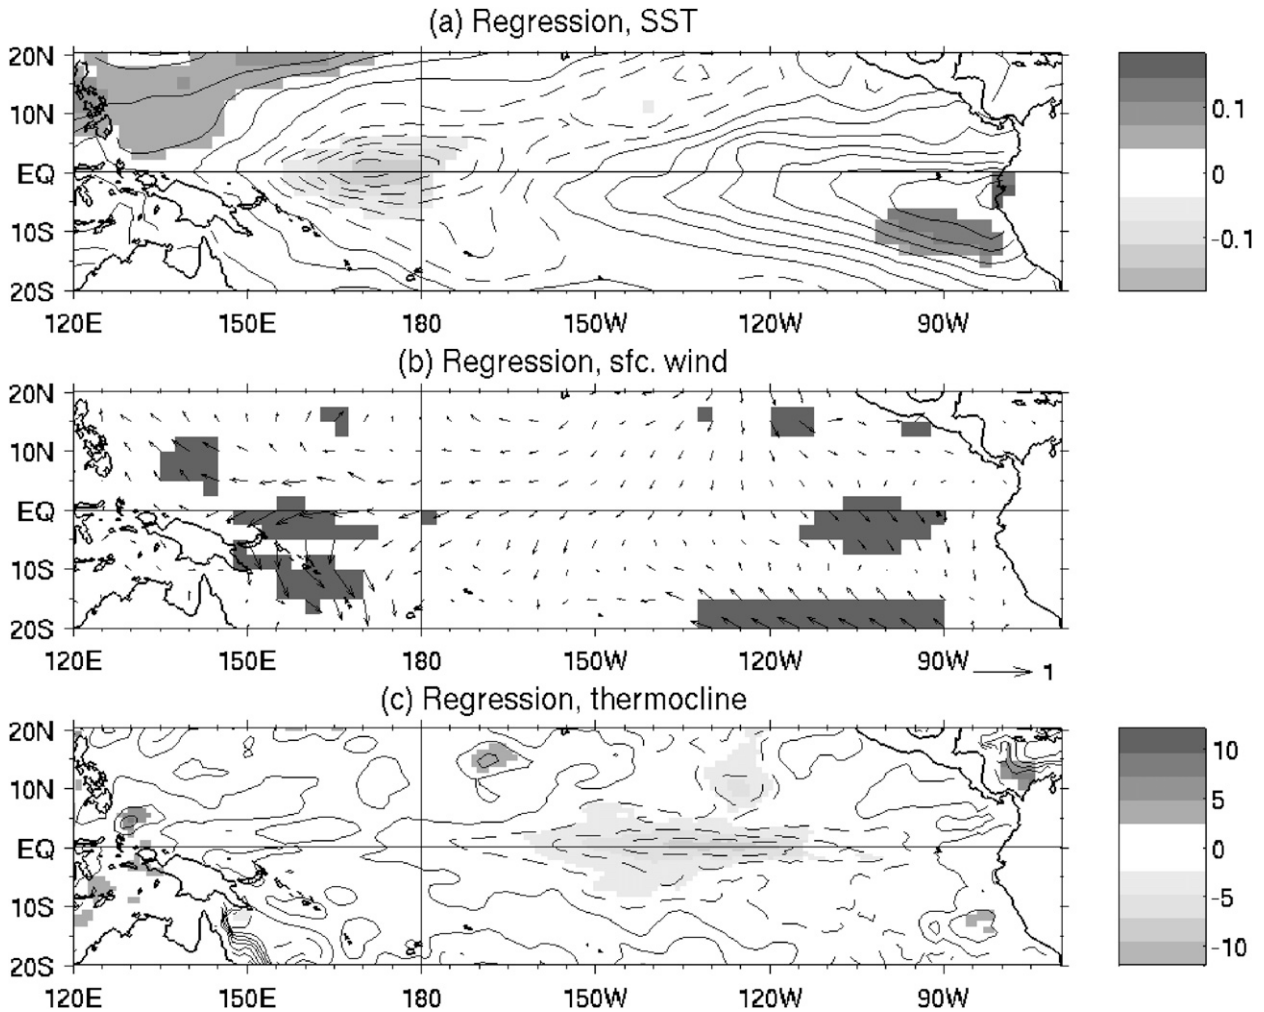 (a) Regression, SST
20N
10N
EQ
10S
20S
120E 150E 180 150W 120W 90W
0.1
0
-0.1
(b) Regression, sfc. wind
20N
10N
EQ
10S
20S
120E 150E 180 150W 120W 90W
1
(c) Regression, thermocline
20N
10N
EQ
10S
20S
120E 150E 180 150W 120W 90W
10
5
0
-5
-10